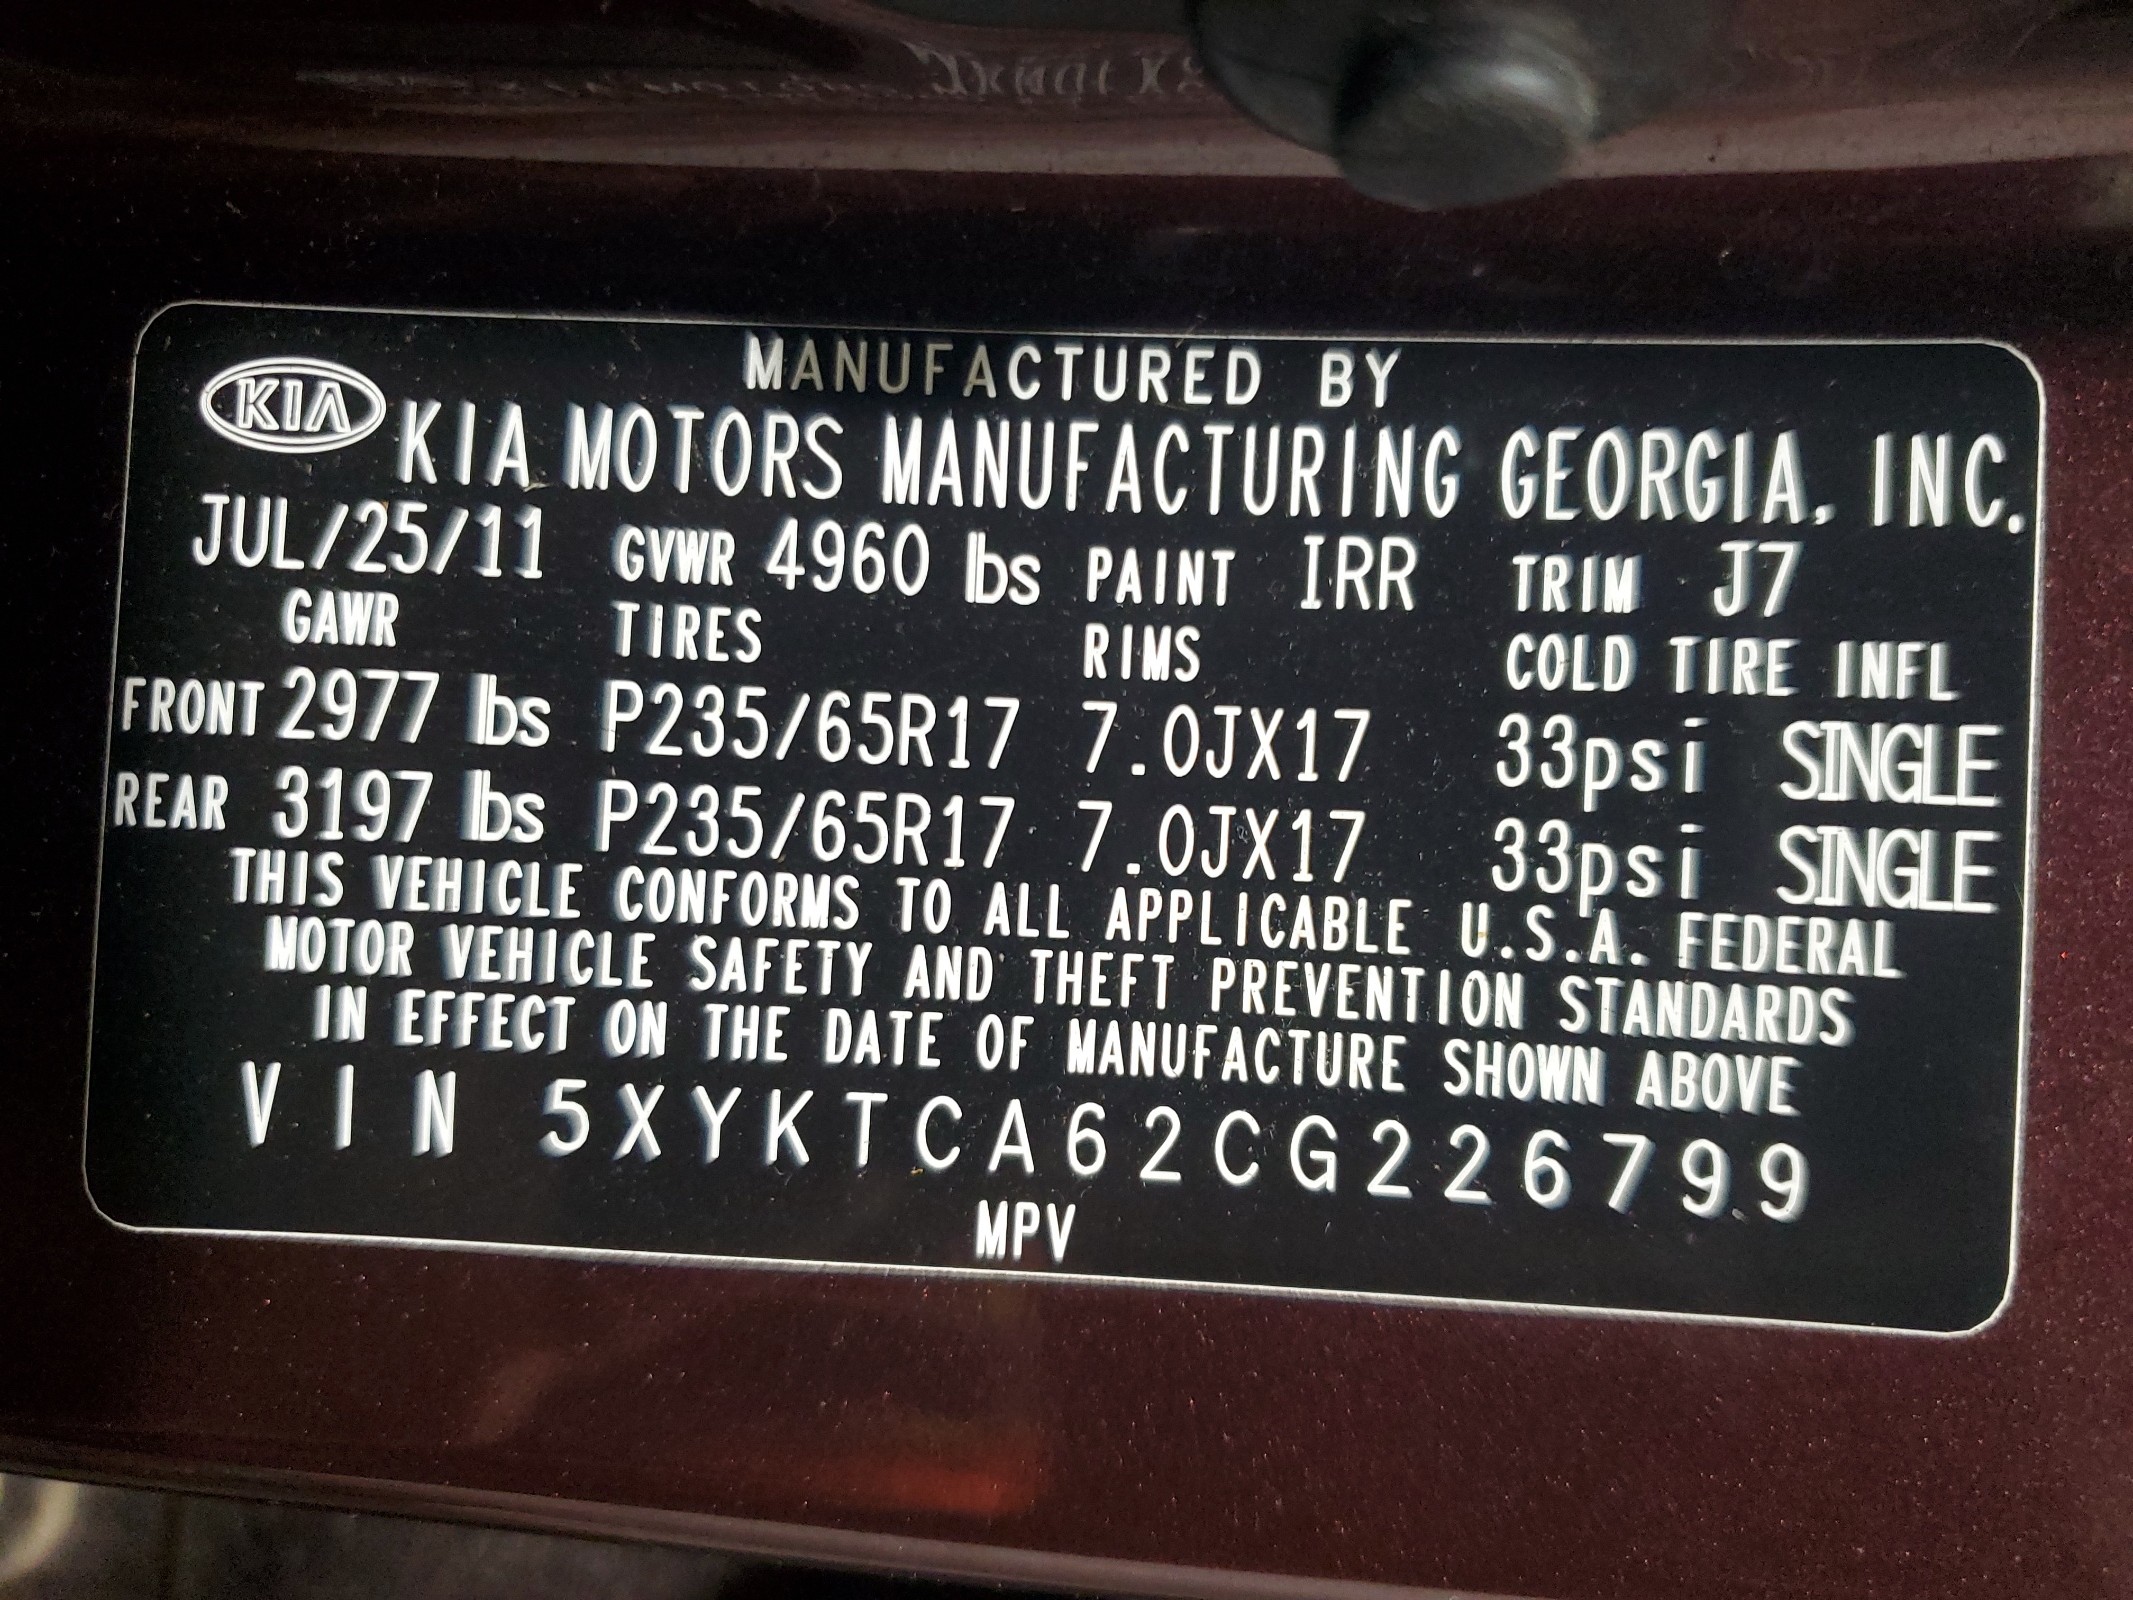 MANUFACTURED BY
KIA KIA MOTORS MANUFACTURING GEORGIA, INC.
JUL/25/11 GVWR 4960 lbs PAINT IRR TRIM J7
GAWR TIRES RIMS COLD TIRE INFL
FRONT 2977 lbs P235/65R17 7.0JX17 33psi SINGLE
REAR 3197 lbs P235/65R17 7.0JX17 33psi SINGLE
THIS VEHICLE CONFORMS TO ALL APPLICABLE U.S.A. FEDERAL
MOTOR VEHICLE SAFETY AND THEFT PREVENTION STANDARDS
IN EFFECT ON THE DATE OF MANUFACTURE SHOWN ABOVE
VIN 5XYKTCA62CG226799
MPV